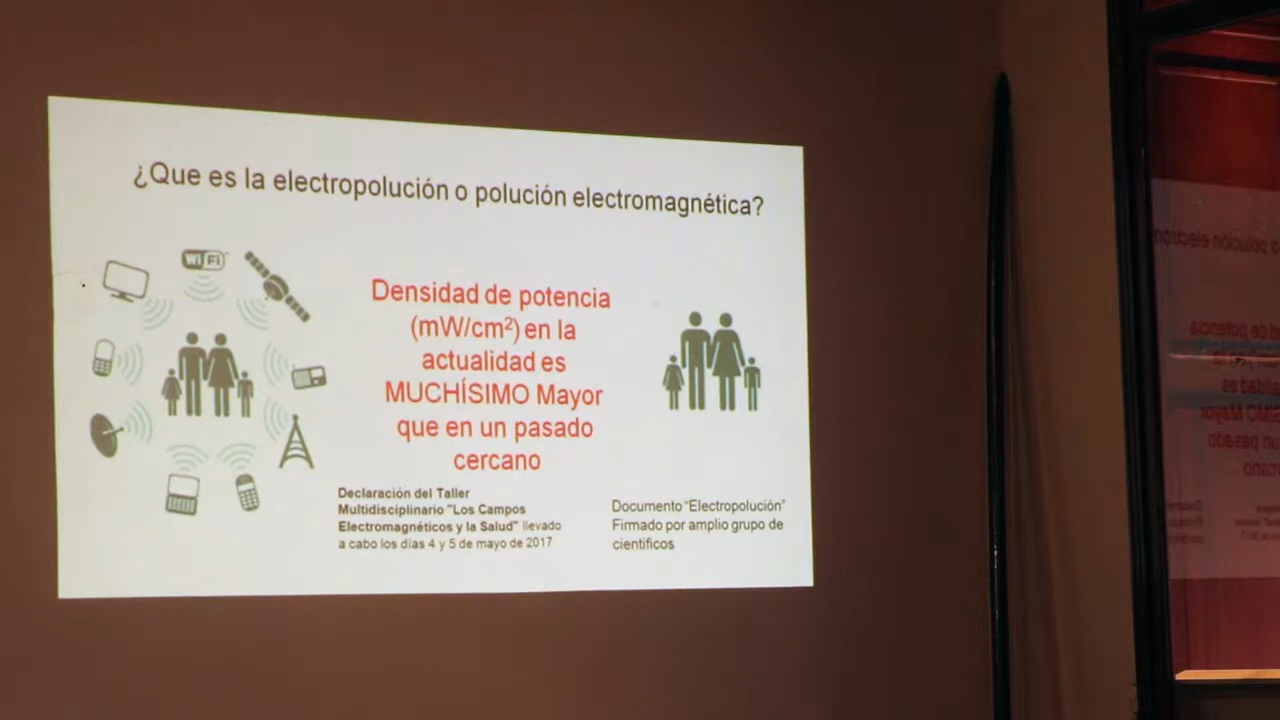 ¿Que es la electropolución o polución electromagnética?
WiFi
Densidad de potencia
(mW/cm²) en la
actualidad es
MUCHÍSIMO Mayor
que en un pasado
cercano
Declaración del Taller
Multidisciplinario "Los Campos
Electromagnéticos y la Salud" llevado
a cabo los días 4 y 5 de mayo de 2017
Documento “Electropolución”
Firmado por amplio grupo de
cientificos